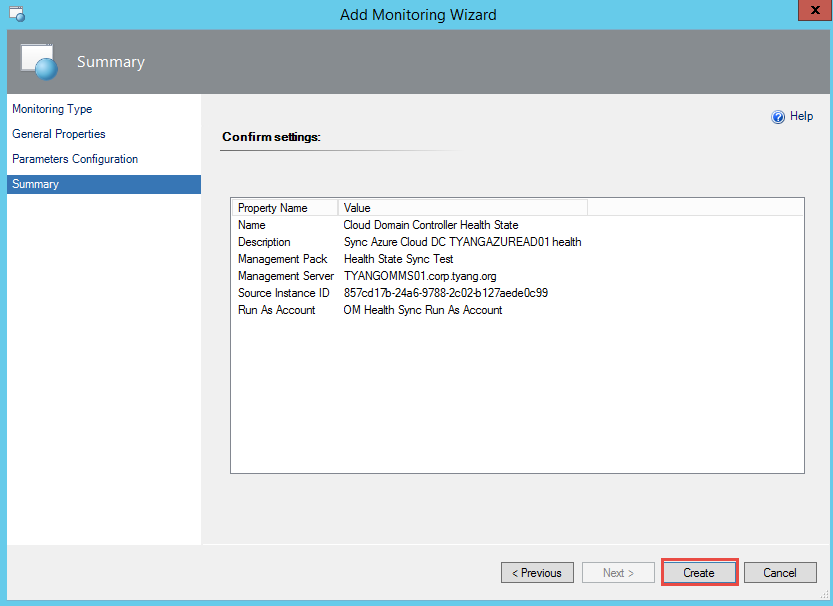 Add Monitoring Wizard
x
Summary
Monitoring Type
General Properties
Parameters Configuration
Summary
? Help
Confirm settings:
Property Name Value
Name Cloud Domain Controller Health State
Description Sync Azure Cloud DC TYANGAZUREAD01 health
Management Pack Health State Sync Test
Management Server TYANGOMMS01.corp.tyang.org
Source Instance ID 857cd17b-24a6-9788-2c02-b127aede0c99
Run As Account OM Health Sync Run As Account
< Previous Next > Create Cancel